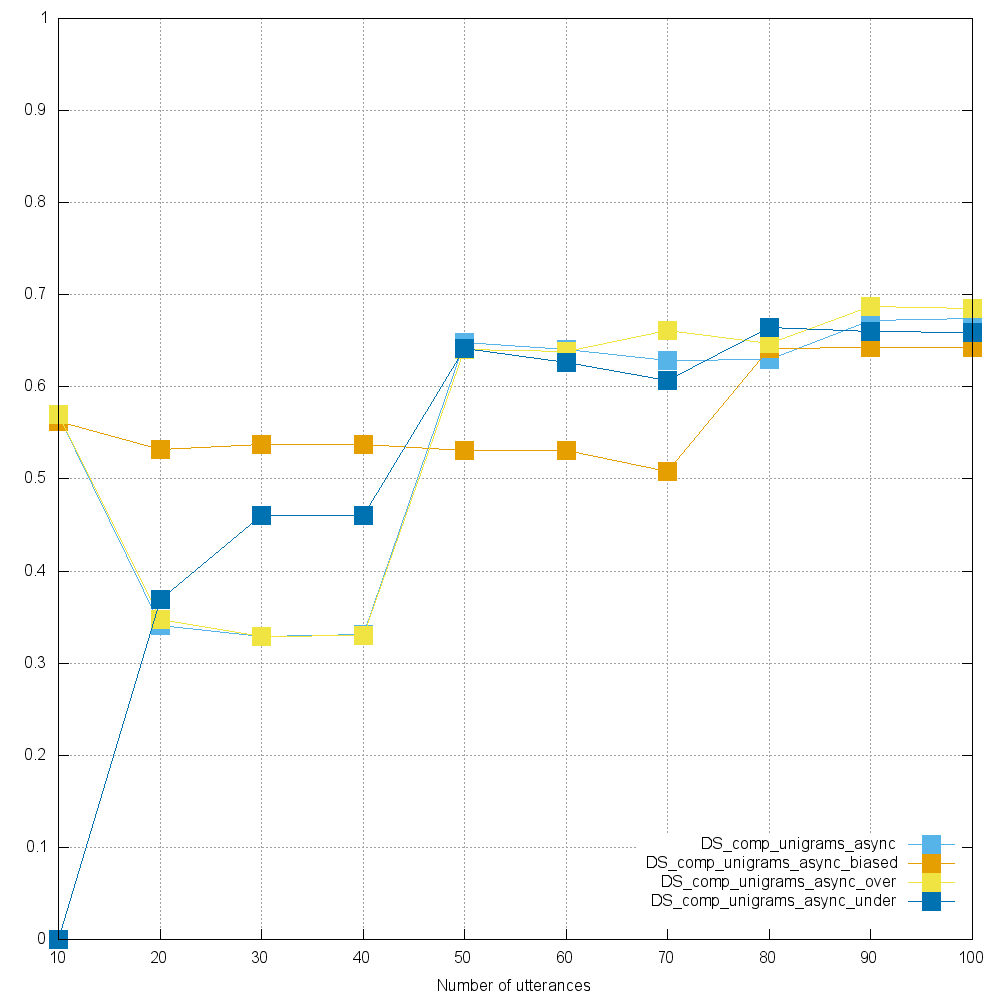 1
0.9
0.8
0.7
0.6
0.5
0.4
0.3
0.2
0.1
0
DS_comp_unigrams_async
DS_comp_unigrams_async_biased
DS_comp_unigrams_async_over
DS_comp_unigrams_async_under
10 20 30 40 50 60 70 80 90 100
Number of utterances